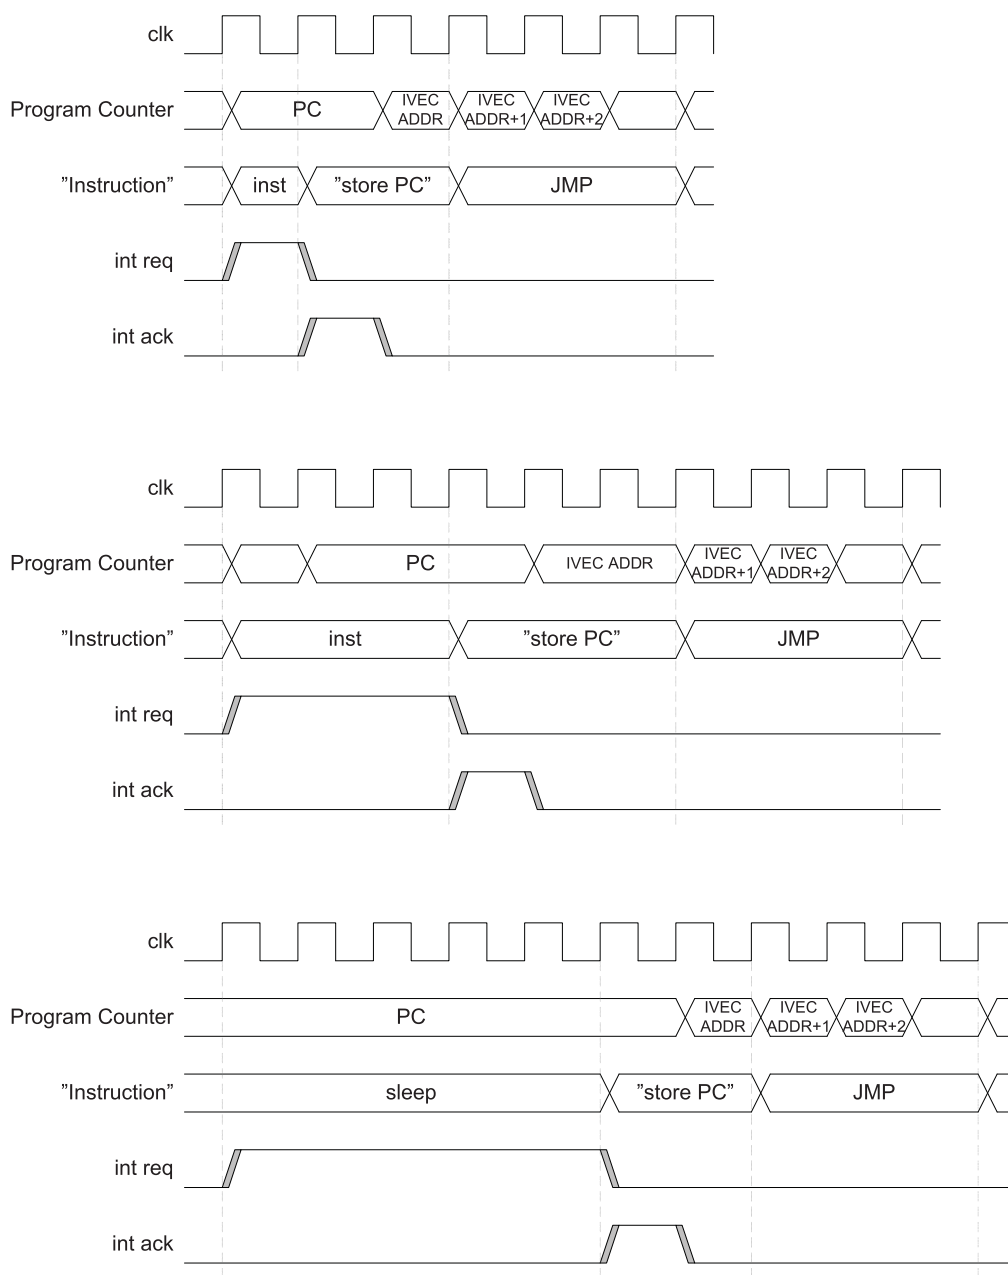 clk
Program Counter
PC
IVEC
ADDR
IVEC
ADDR+1
IVEC
ADDR+2
”Instruction”
inst
”store PC”
JMP
int req
int ack
clk
Program Counter
PC
IVEC ADDR
IVEC
ADDR+1
IVEC
ADDR+2
”Instruction”
inst
”store PC”
JMP
int req
int ack
clk
Program Counter
PC
IVEC
ADDR
IVEC
ADDR+1
IVEC
ADDR+2
”Instruction”
sleep
”store PC”
JMP
int req
int ack